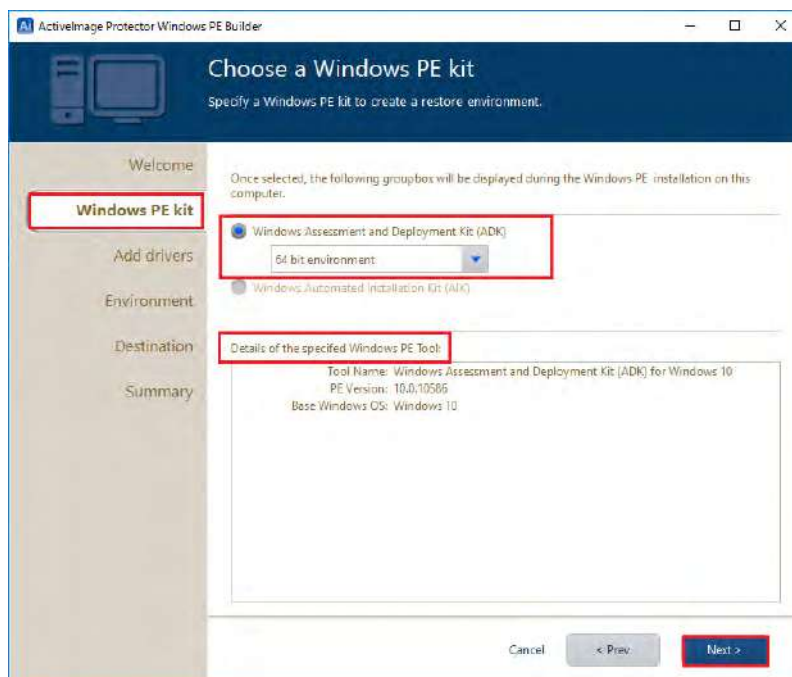 ActiveImage Protector Windows PE Builder
Choose a Windows PE kit
Specify a Windows PE kit to create a restore environment.
Welcome
Windows PE kit
Add drivers
Environment
Destination
Summary
Once selected, the following groupbox will be displayed during the Windows PE installation on this
computer.
Windows Assessment and Deployment Kit (ADK)
64 bit environment
Windows Automated Installation Kit (AIK)
Details of the specifed Windows PE Tool:
Tool Name: Windows Assessment and Deployment Kit (ADK) for Windows 10
PE Version: 10.0.10586
Base Windows OS: Windows 10
Cancel
< Prev
Next >